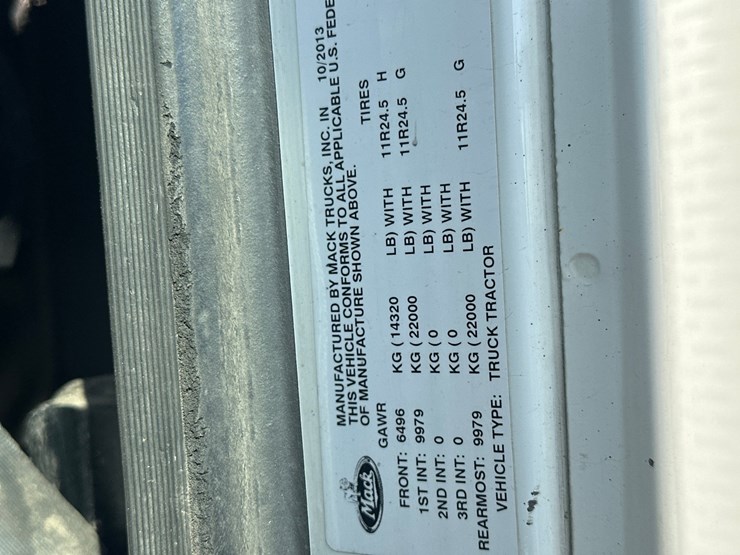 MANUFACTURED BY MACK TRUCKS, INC. IN 10/2013
THIS VEHICLE CONFORMS TO ALL APPLICABLE U.S. FEDE
OF MANUFACTURE SHOWN ABOVE.
Mack
GAWR TIRES
FRONT: 6496 KG ( 14320 LB) WITH 11R24.5 H
1ST INT: 9979 KG ( 22000 LB) WITH 11R24.5 G
2ND INT: 0 KG ( 0 LB) WITH
3RD INT: 0 KG ( 0 LB) WITH
REARMOST: 9979 KG ( 22000 LB) WITH 11R24.5 G
VEHICLE TYPE: TRUCK TRACTOR